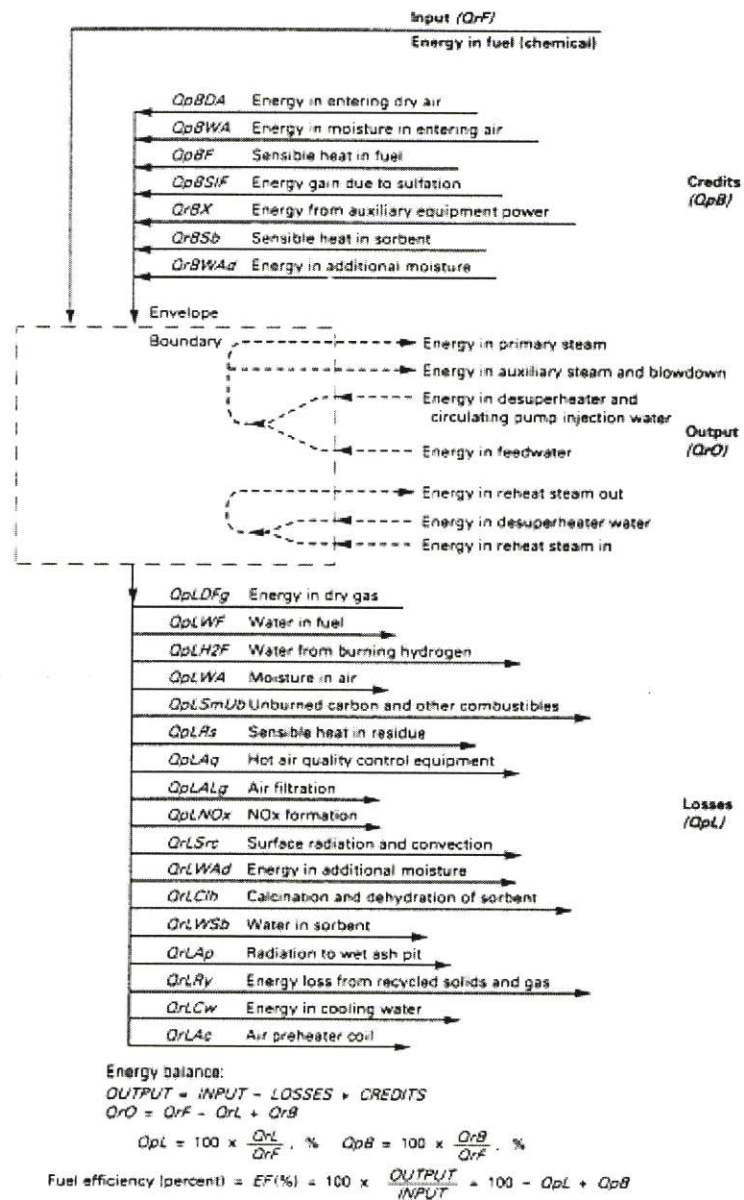 Input (QrF)
Energy in fuel (chemical)
QpBDA Energy in entering dry air
QpBWA Energy in moisture in entering air
QpBF Sensible heat in fuel
QpBSlF Energy gain due to sulfation
QrBX Energy from auxiliary equipment power
QrBSb Sensible heat in sorbent
QrBWAd Energy in additional moisture
Credits
(QpB)
Envelope
Boundary
Energy in primary steam
Energy in auxiliary steam and blowdown
Energy in desuperheater and
circulating pump injection water
Energy in feedwater
Output
(QrO)
Energy in reheat steam out
Energy in desuperheater water
Energy in reheat steam in
QpLDFg Energy in dry gas
QpLWF Water in fuel
QpLH2F Water from burning hydrogen
QpLWA Moisture in air
QpLSmUb Unburned carbon and other combustibles
QpLRs Sensible heat in residue
QpLAq Hot air quality control equipment
QpLALg Air filtration
QpLNOx NOx formation
QrLSrc Surface radiation and convection
QrLWAd Energy in additional moisture
QrLClh Calcination and dehydration of sorbent
QrLWSb Water in sorbent
QrLAp Radiation to wet ash pit
QrLRy Energy loss from recycled solids and gas
QrLCw Energy in cooling water
QrLAc Air preheater coil
Losses
(QpL)
Energy balance:
OUTPUT = INPUT - LOSSES + CREDITS
QrO = QrF - QrL + QrB
QpL = 100 x QrL/QrF, % QpB = 100 x QrB/QrF, %
Fuel efficiency (percent) = EF(%) = 100 x OUTPUT/INPUT = 100 - QpL + QpB